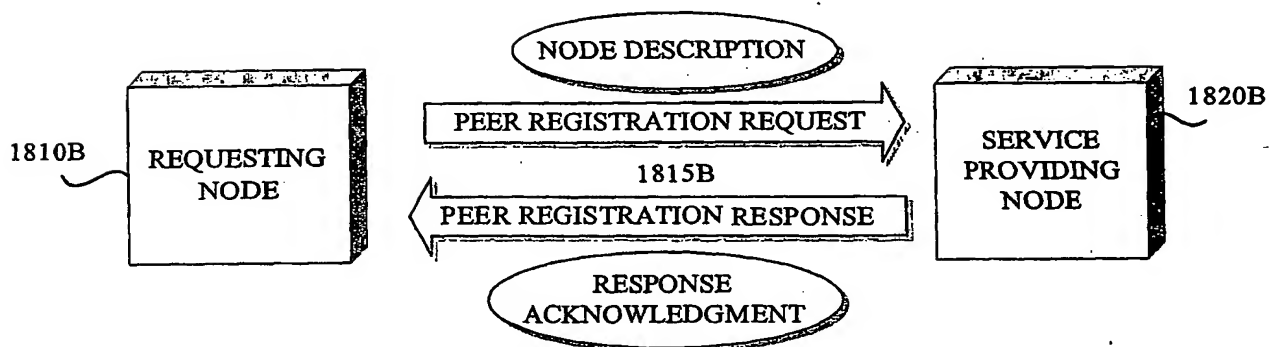 NODE DESCRIPTION
PEER REGISTRATION REQUEST
1820B
1810B
REQUESTING
NODE
SERVICE
PROVIDING
NODE
1815B
PEER REGISTRATION RESPONSE
RESPONSE
ACKNOWLEDGMENT